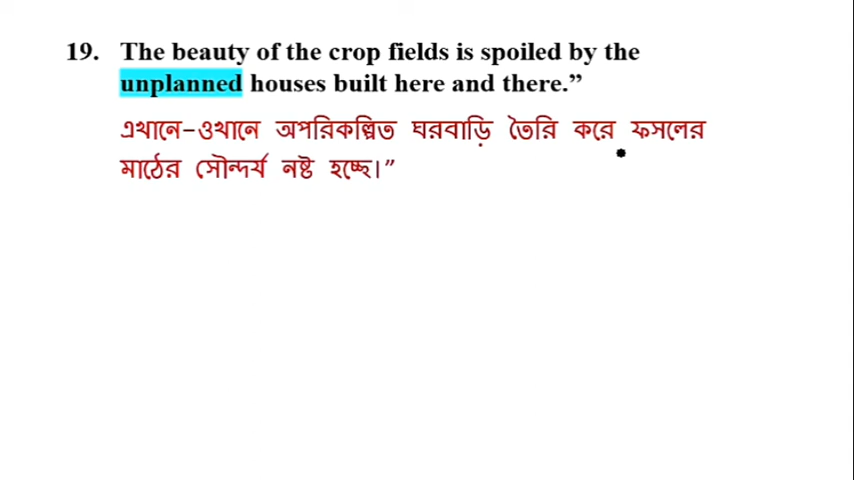 19. The beauty of the crop fields is spoiled by the
unplanned houses built here and there.”
এখানে-ওখানে অপরিকল্পিত ঘরবাড়ি তৈরি করে ফসলের
মাঠের সৌন্দর্য নষ্ট হচ্ছে।”